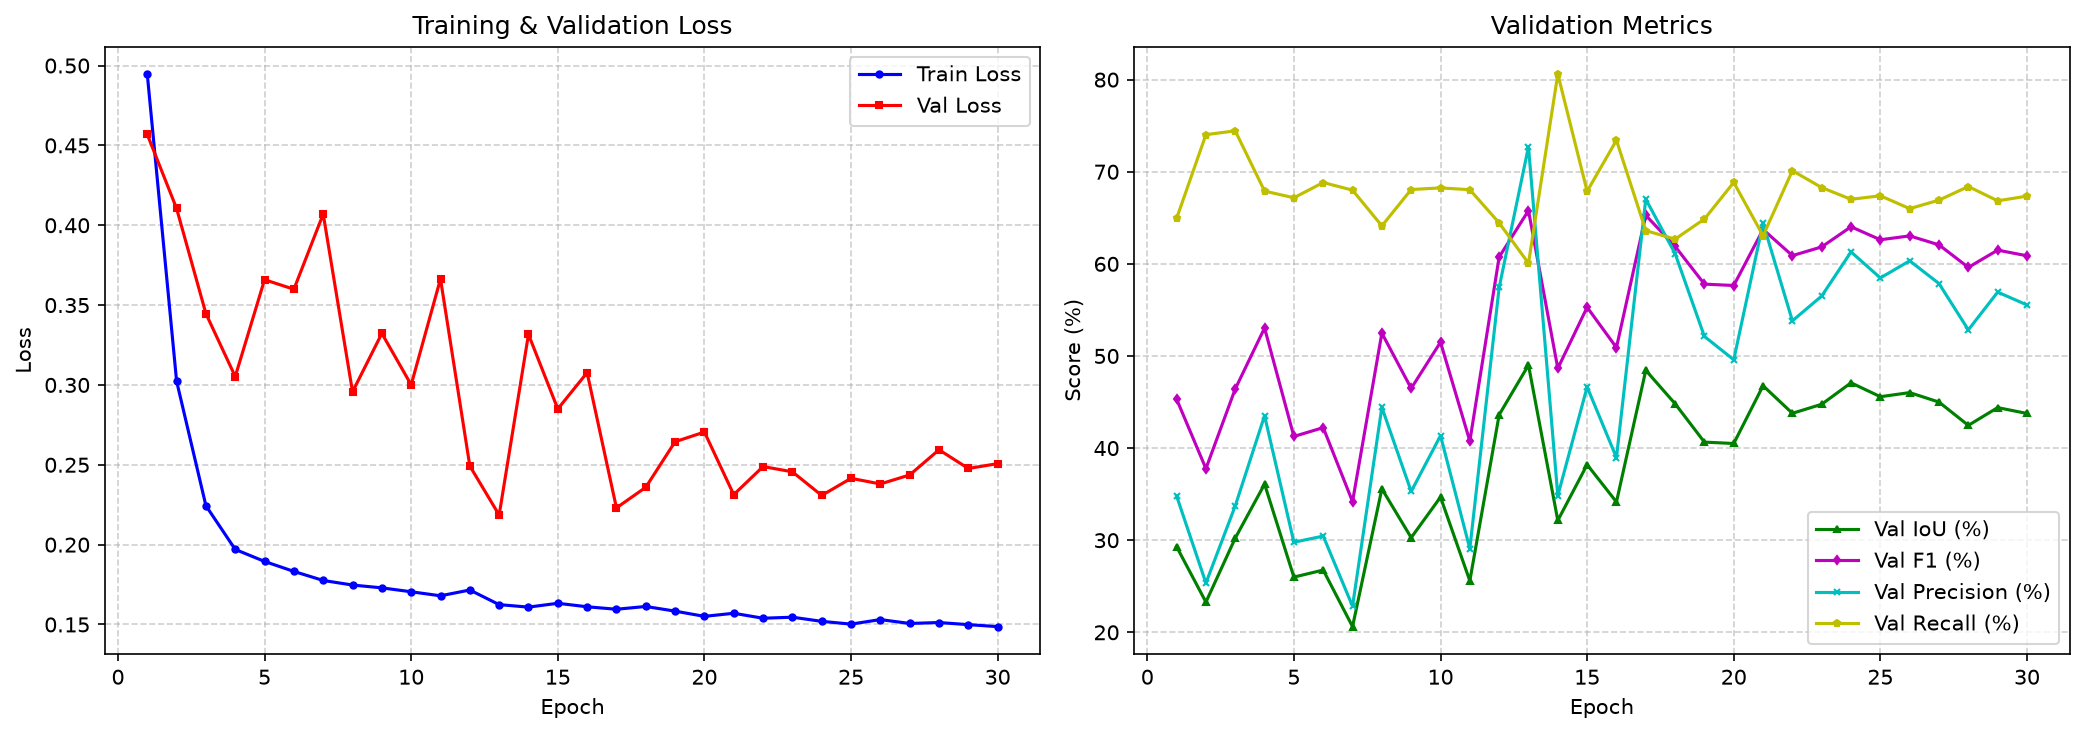 Training & Validation Loss
0.50
0.45
0.40
0.35
0.30
0.25
0.20
0.15
Loss
0
5
10
15
20
25
30
Epoch
Train Loss
Val Loss
Validation Metrics
80
70
60
50
40
30
20
Score (%)
0
5
10
15
20
25
30
Epoch
Val IoU (%)
Val F1 (%)
Val Precision (%)
Val Recall (%)